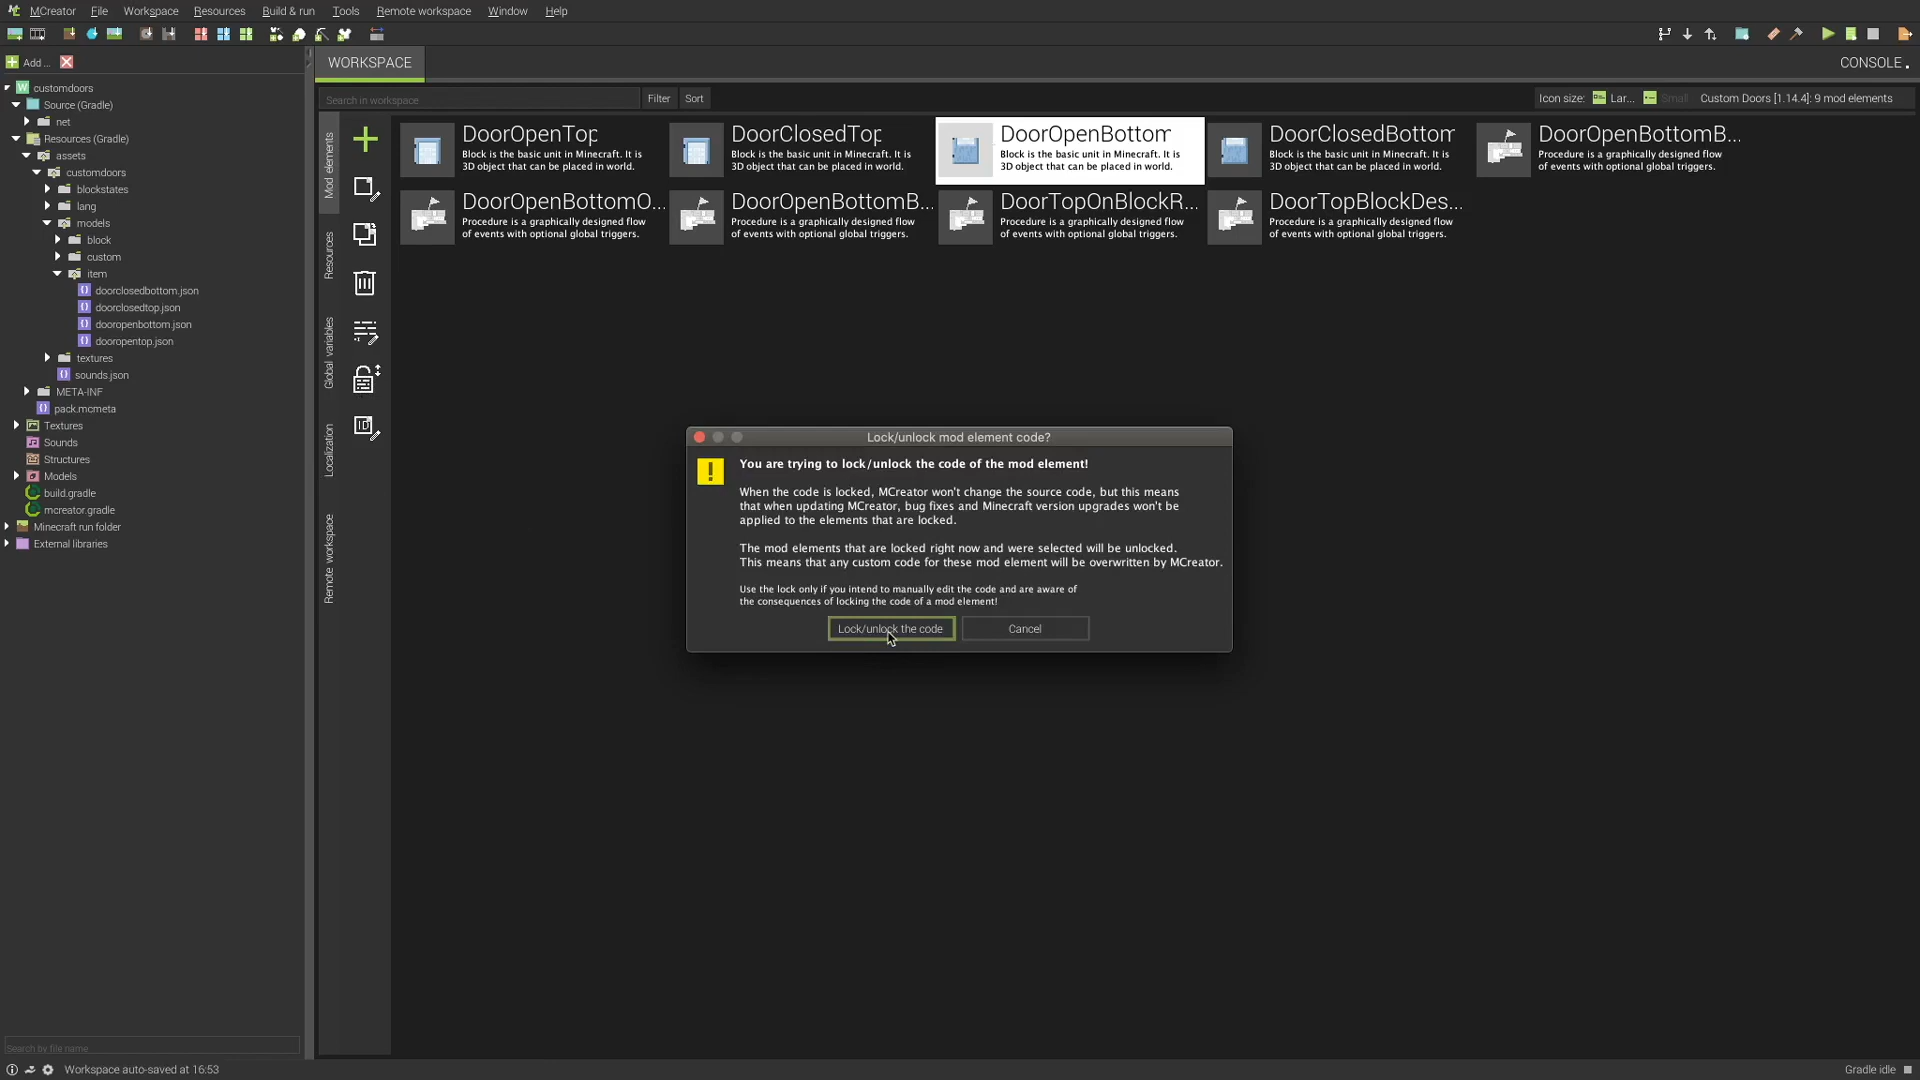 MCreator File Workspace Resources Build & run Tools Remote workspace Window Help
Add ...
customdoors
Source (Gradle)
net
Resources (Gradle)
assets
customdoors
blockstates
lang
models
block
custom
item
doorclosedbottom.json
doorclosedtop.json
dooropenbottom.json
dooropentop.json
textures
sounds.json
META-INF
pack.mcmeta
Textures
Sounds
Structures
Models
build.gradle
mcreator.gradle
Minecraft run folder
External libraries
Search by file name
WORKSPACE
CONSOLE
Search in workspace
Filter
Sort
Icon size: Lar... Small Custom Doors [1.14.4]: 9 mod elements
Mod elements
Resources
Global variables
Localization
Remote workspace
DoorOpenTop
Block is the basic unit in Minecraft. It is
3D object that can be placed in world.
DoorClosedTop
Block is the basic unit in Minecraft. It is
3D object that can be placed in world.
DoorOpenBottom
Block is the basic unit in Minecraft. It is
3D object that can be placed in world.
DoorClosedBottom
Block is the basic unit in Minecraft. It is
3D object that can be placed in world.
DoorOpenBottomB...
Procedure is a graphically designed flow
of events with optional global triggers.
DoorOpenBottomO...
Procedure is a graphically designed flow
of events with optional global triggers.
DoorOpenBottomB...
Procedure is a graphically designed flow
of events with optional global triggers.
DoorTopOnBlockR...
Procedure is a graphically designed flow
of events with optional global triggers.
DoorTopBlockDes...
Procedure is a graphically designed flow
of events with optional global triggers.
ID
Lock/unlock mod element code?
You are trying to lock/unlock the code of the mod element!
When the code is locked, MCreator won't change the source code, but this means
that when updating MCreator, bug fixes and Minecraft version upgrades won't be
applied to the elements that are locked.
The mod elements that are locked right now and were selected will be unlocked.
This means that any custom code for these mod element will be overwritten by MCreator.
Use the lock only if you intend to manually edit the code and are aware of
the consequences of locking the code of a mod element!
Lock/unlock the code
Cancel
Workspace auto-saved at 16:53
Gradle idle